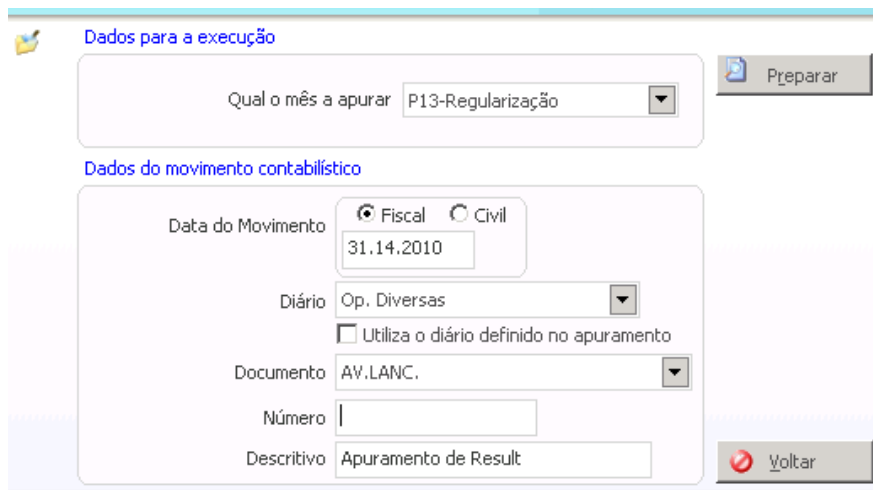 Dados para a execução
Preparar
Qual o mês a apurar P13-Regularização
Dados do movimento contabilístico
Fiscal Civil
Data do Movimento
31.14.2010
Diário Op. Diversas
Utiliza o diário definido no apuramento
Documento AV.LANC.
Número
Descritivo Apuramento de Result
Voltar